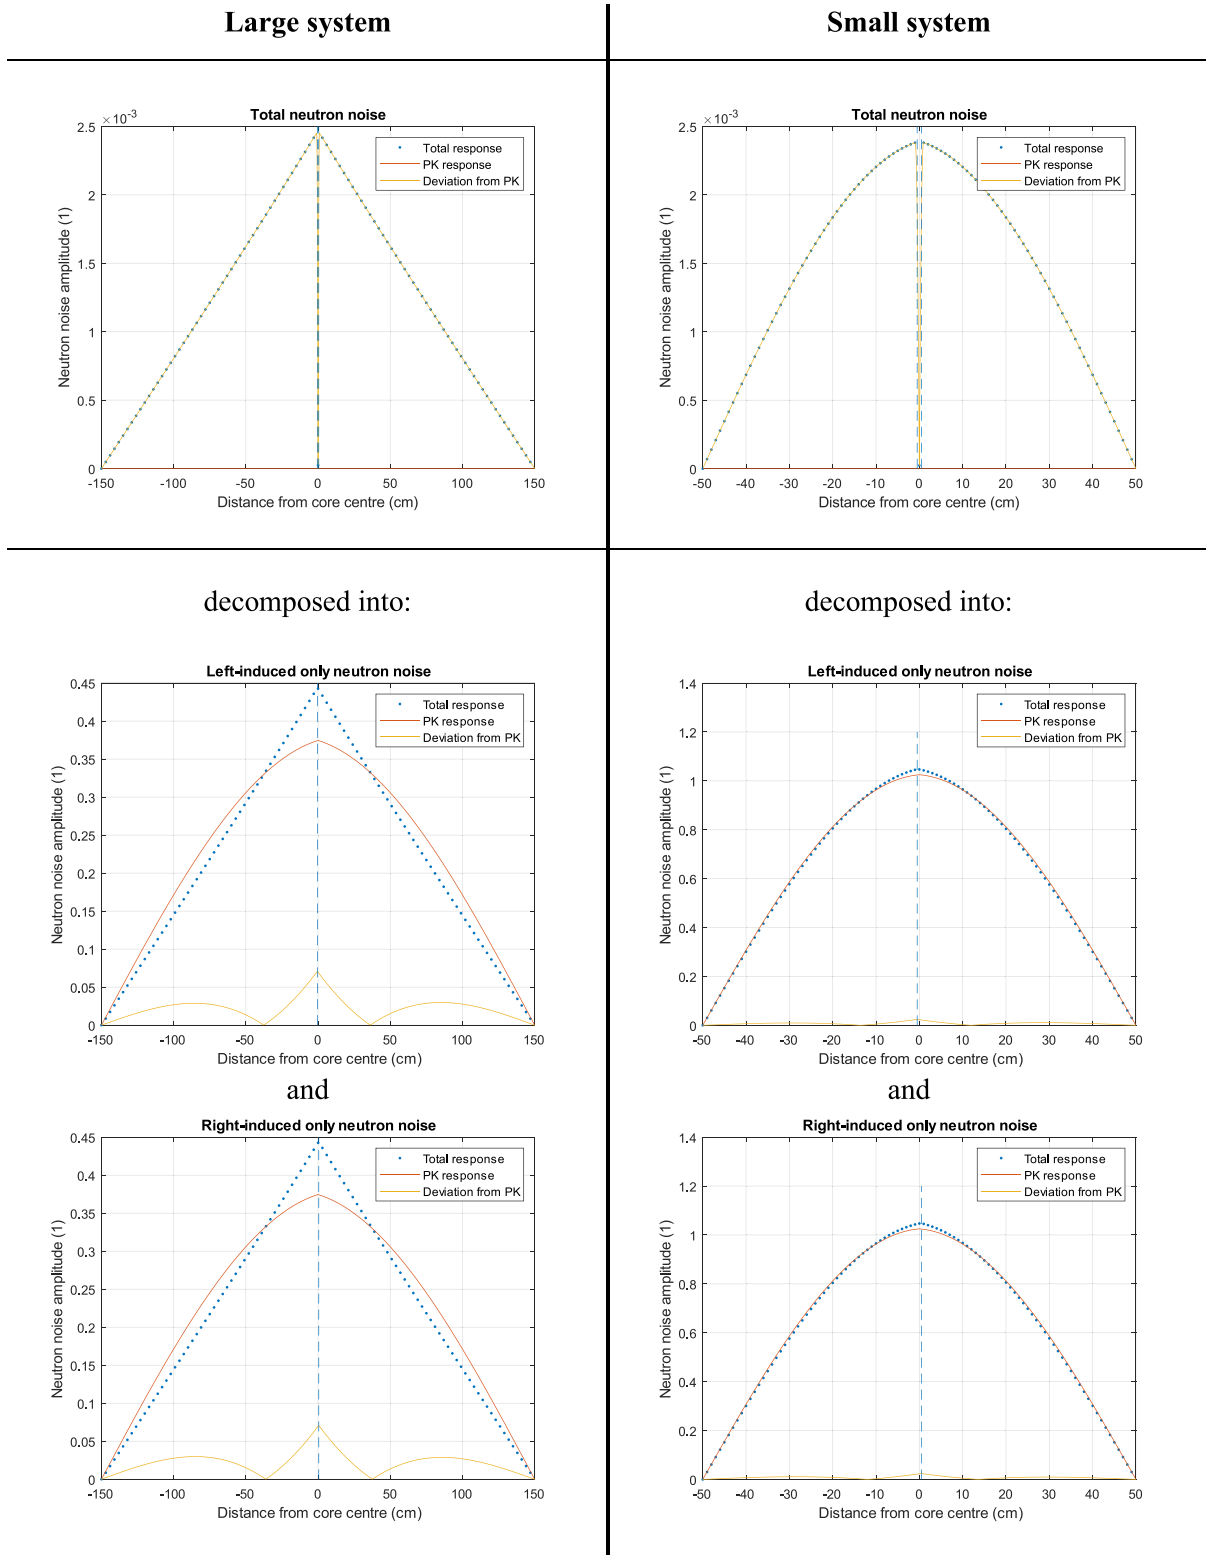 Large system
Small system
Total neutron noise
×10-3
Neutron noise amplitude (1)
2.5
2
1.5
1
0.5
0
Total response
PK response
Deviation from PK
-150 -100 -50 0 50 100 150
Distance from core centre (cm)
Total neutron noise
×10-3
Neutron noise amplitude (1)
2.5
2
1.5
1
0.5
0
Total response
PK response
Deviation from PK
-50 -40 -30 -20 -10 0 10 20 30 40 50
Distance from core centre (cm)
decomposed into:
decomposed into:
Left-induced only neutron noise
Neutron noise amplitude (1)
0.45
0.4
0.35
0.3
0.25
0.2
0.15
0.1
0.05
0
Total response
PK response
Deviation from PK
-150 -100 -50 0 50 100 150
Distance from core centre (cm)
Left-induced only neutron noise
Neutron noise amplitude (1)
1.4
1.2
1
0.8
0.6
0.4
0.2
0
Total response
PK response
Deviation from PK
-50 -40 -30 -20 -10 0 10 20 30 40 50
Distance from core centre (cm)
and
and
Right-induced only neutron noise
Neutron noise amplitude (1)
0.45
0.4
0.35
0.3
0.25
0.2
0.15
0.1
0.05
0
Total response
PK response
Deviation from PK
-150 -100 -50 0 50 100 150
Distance from core centre (cm)
Right-induced only neutron noise
Neutron noise amplitude (1)
1.4
1.2
1
0.8
0.6
0.4
0.2
0
Total response
PK response
Deviation from PK
-50 -40 -30 -20 -10 0 10 20 30 40 50
Distance from core centre (cm)